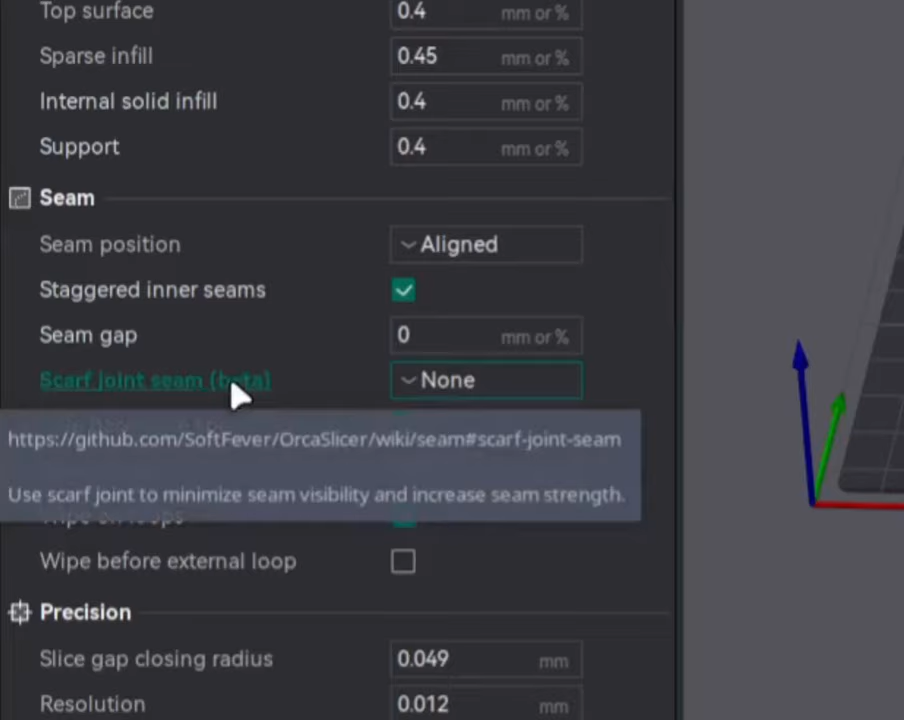 Top surface 0.4 mm or %
Sparse infill 0.45 mm or %
Internal solid infill 0.4 mm or %
Support 0.4 mm or %
Seam
Seam position Aligned
Staggered inner seams
Seam gap 0 mm or %
Scarf joint seam (beta) None
https://github.com/SoftFever/OrcaSlicer/wiki/seam#scarf-joint-seam
Use scarf joint to minimize seam visibility and increase seam strength.
Wipe on loops
Wipe before external loop
Precision
Slice gap closing radius 0.049 mm
Resolution 0.012 mm